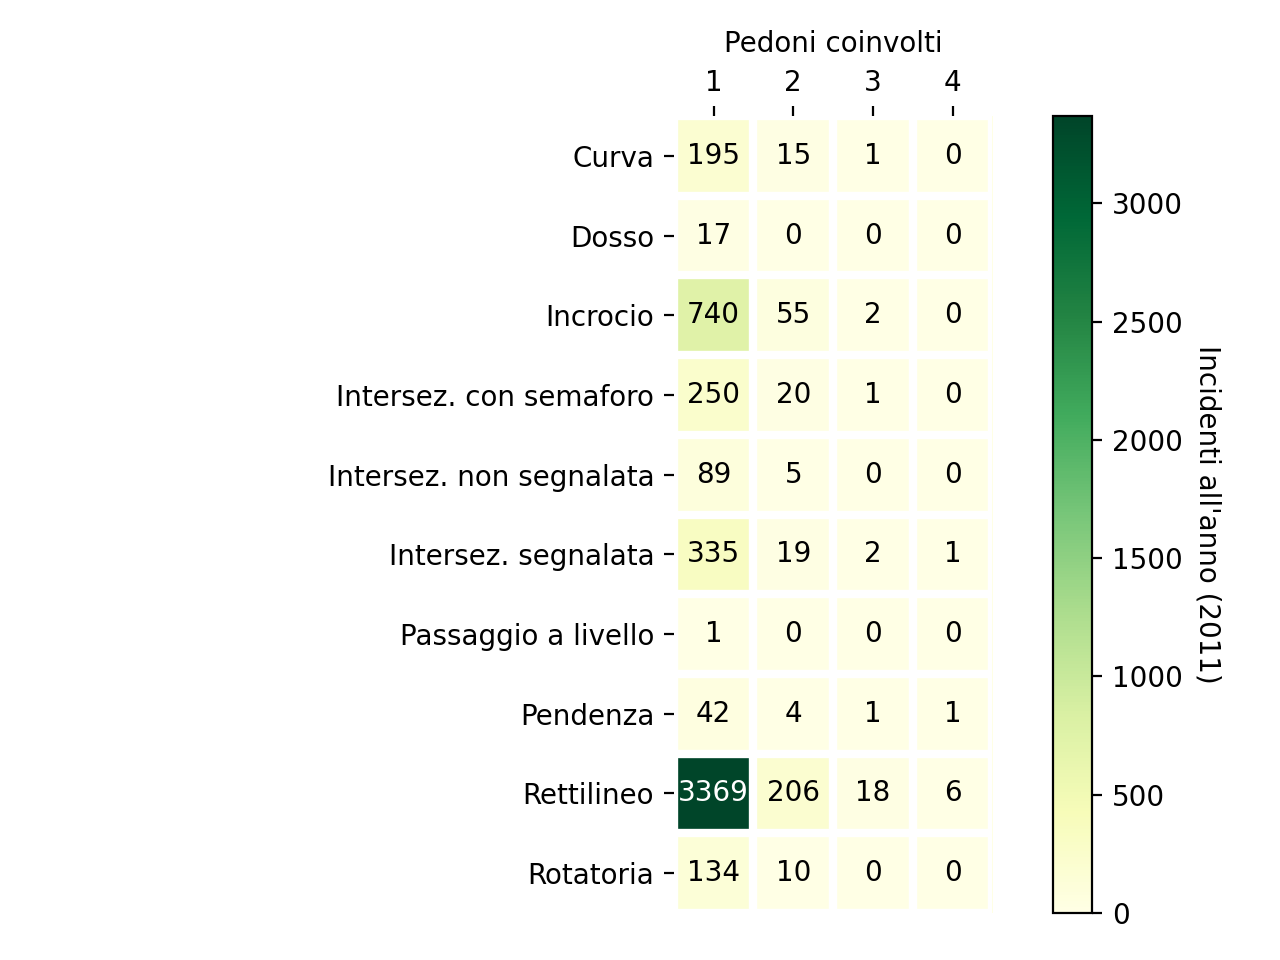 Pedoni coinvolti
1 2 3 4
Curva 195 15 1 0
Dosso 17 0 0 0
Incrocio 740 55 2 0
Intersez. con semaforo 250 20 1 0
Intersez. non segnalata 89 5 0 0
Intersez. segnalata 335 19 2 1
Passaggio a livello 1 0 0 0
Pendenza 42 4 1 1
Rettilineo 3369 206 18 6
Rotatoria 134 10 0 0
3000
2500
2000
1500
1000
500
0
Incidenti all'anno (2011)